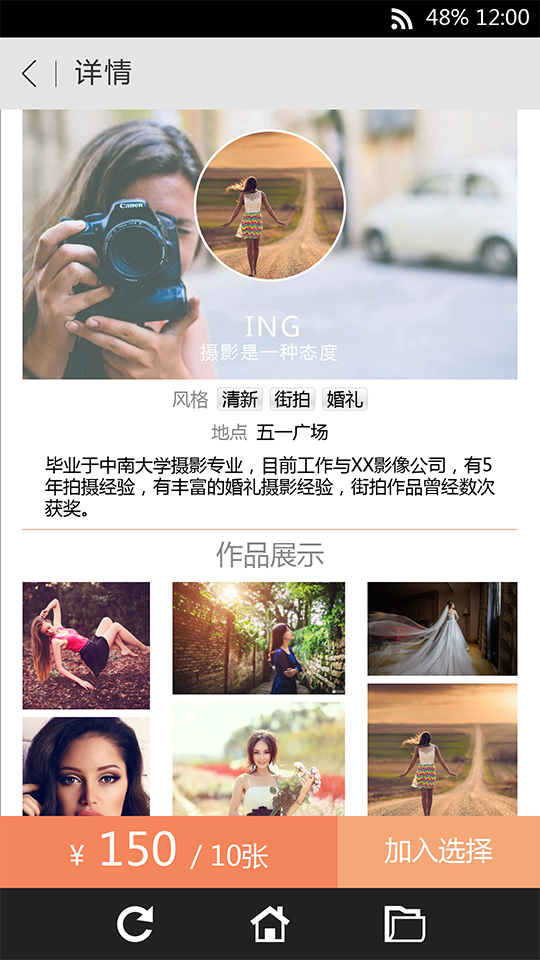 48% 12:00
详情
Canon
ING
摄影是一种态度
风格 清新 街拍 婚礼
地点 五一广场
毕业于中南大学摄影专业，目前工作与XX影像公司，有5
年拍摄经验，有丰富的婚礼摄影经验，街拍作品曾经数次
获奖。
作品展示
¥ 150 / 10张
加入选择